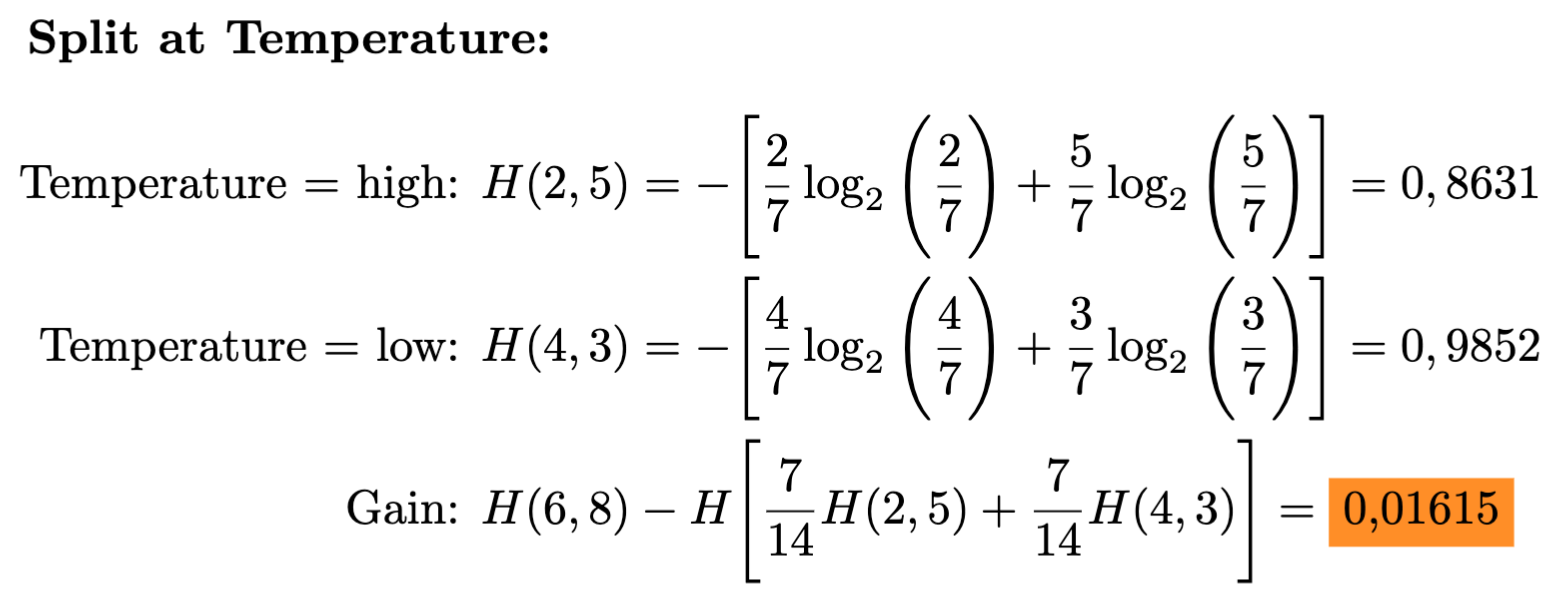 Split at Temperature:
Temperature = high: H(2, 5) = −[2/7 log₂(2/7) + 5/7 log₂(5/7)] = 0, 8631
Temperature = low: H(4, 3) = −[4/7 log₂(4/7) + 3/7 log₂(3/7)] = 0, 9852
Gain: H(6, 8) − H[7/14 H(2, 5) + 7/14 H(4, 3)] = 0,01615